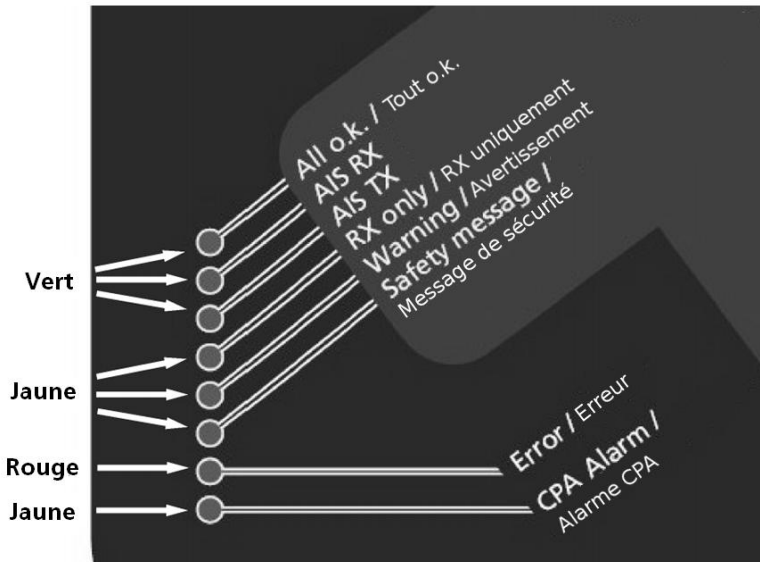 All o.k. / Tout o.k.
AIS RX
AIS TX
RX only / RX uniquement
Warning / Avertissement
Safety message /
Message de sécurité
Vert
Jaune
Rouge
Jaune
Error / Erreur
CPA Alarm /
Alarme CPA